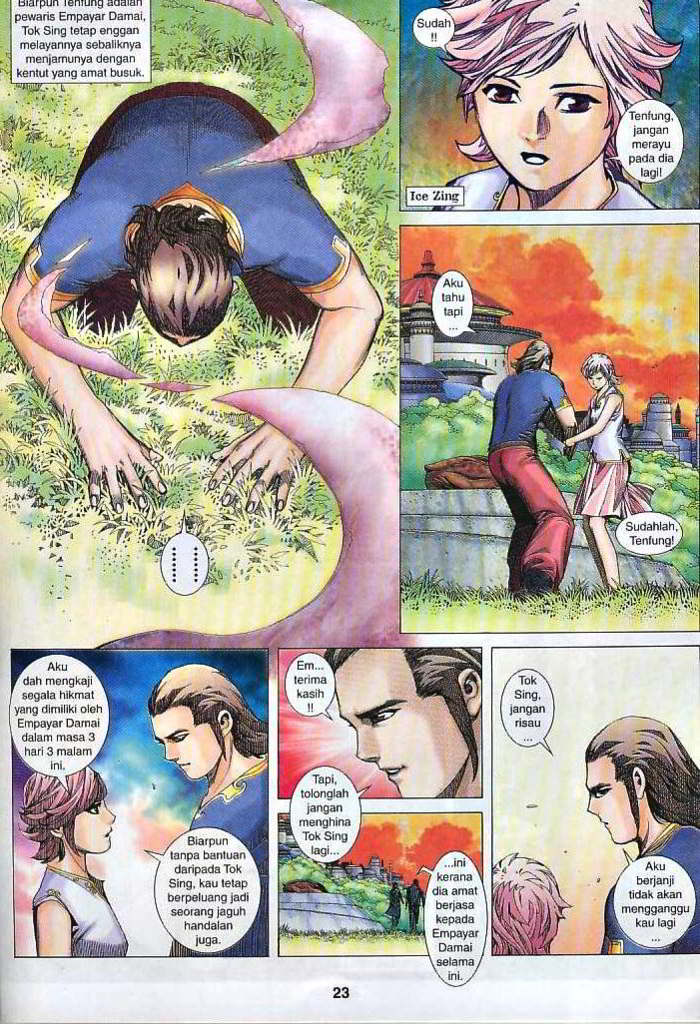 Biarpun Tenfung adalah
pewaris Empayar Damai,
Tok Sing tetap enggan
melayannya sebaliknya
menjamunya dengan
kentut yang amat busuk.
Sudah
!!
Tenfung,
jangan
merayu
pada dia
lagi!
Ice Zing
Aku
tahu
tapi
...
Sudahlah,
Tenfung!
......
Aku
dah mengkaji
segala hikmat
yang dimiliki oleh
Empayar Damai
dalam masa 3
hari 3 malam
ini.
Biarpun
tanpa bantuan
daripada Tok
Sing, kau tetap
berpeluang jadi
seorang jaguh
handalan
juga.
Em...
terima
kasih
!!
Tapi,
tolonglah
jangan
menghina
Tok Sing
lagi...
...ini
kerana
dia amat
berjasa
kepada
Empayar
Damai
selama
ini.
Tok
Sing,
jangan
risau
...
Aku
berjanji
tidak akan
mengganggu
kau lagi
...
23